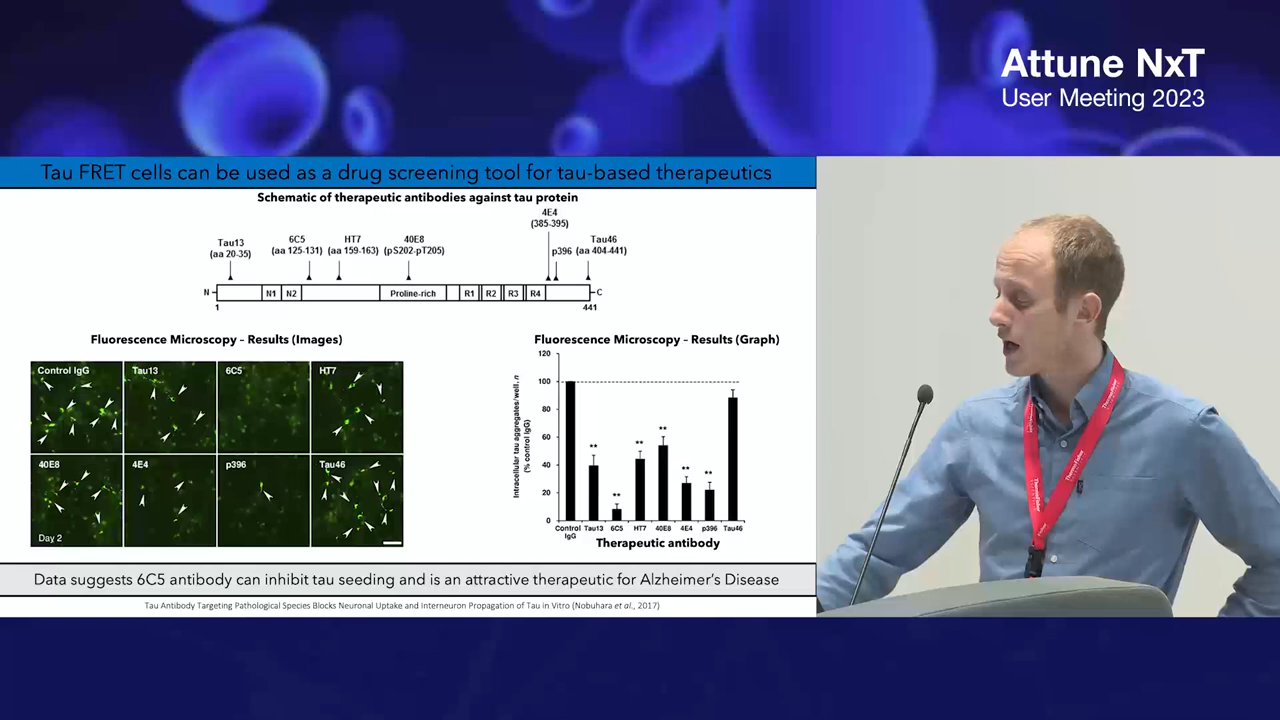 Attune NxT
User Meeting 2023
Tau FRET cells can be used as a drug screening tool for tau-based therapeutics
Schematic of therapeutic antibodies against tau protein
4E4
(385-395)
Tau13
(aa 20-35)
6C5
(aa 125-131)
HT7
(aa 159-163)
40E8
(pS202-pT205)
p396
Tau46
(aa 404-441)
N
N1
N2
Proline-rich
R1
R2
R3
R4
C
1
441
Fluorescence Microscopy – Results (Images)
Control IgG
Tau13
6C5
HT7
40E8
4E4
p396
Tau46
Day 2
Fluorescence Microscopy – Results (Graph)
Intracellular tau aggregates/well, n
(% control IgG)
120
100
80
60
40
20
0
**
**
**
**
**
**
Control IgG
Tau13
6C5
HT7
40E8
4E4
p396
Tau46
Therapeutic antibody
Data suggests 6C5 antibody can inhibit tau seeding and is an attractive therapeutic for Alzheimer's Disease
Tau Antibody Targeting Pathological Species Blocks Neuronal Uptake and Interneuron Propagation of Tau in Vitro (Nobuhara et al., 2017)
ThermoFisher
ThermoFisher